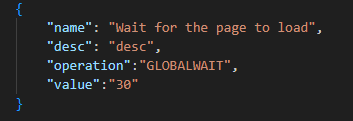 {
"name": "Wait for the page to load",
"desc": "desc",
"operation":"GLOBALWAIT",
"value":"30"
}